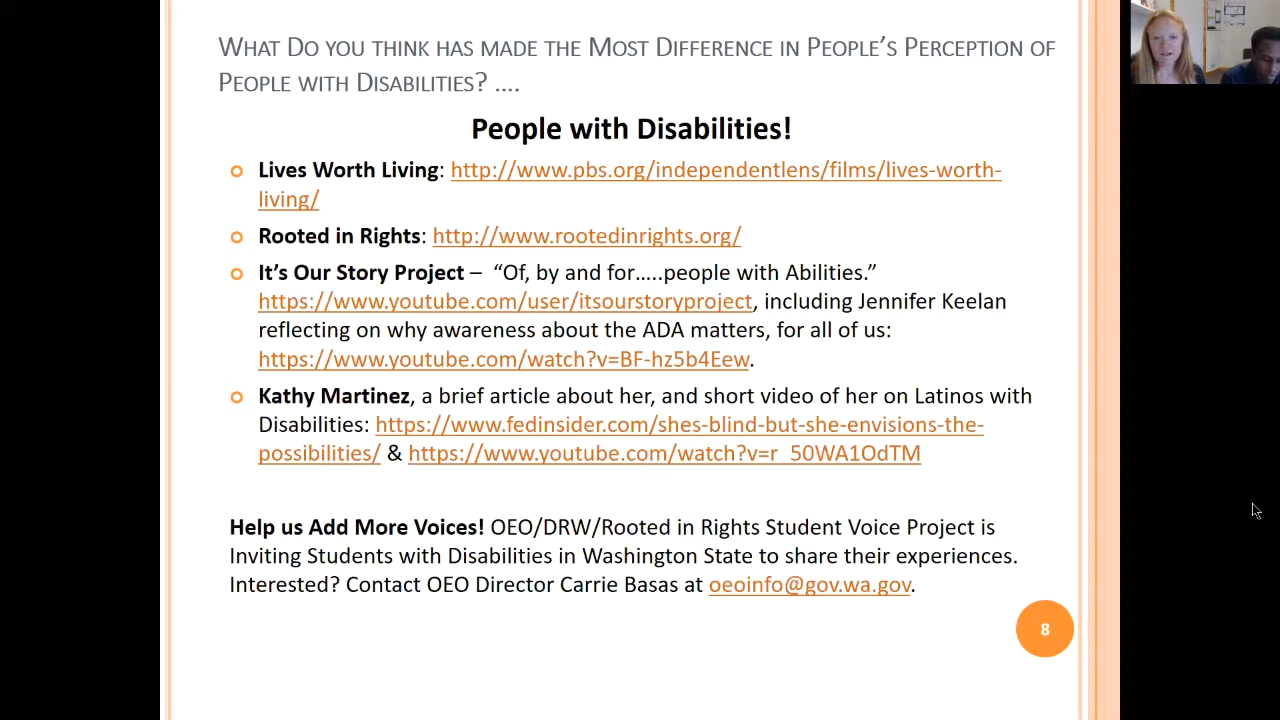 WHAT DO YOU THINK HAS MADE THE MOST DIFFERENCE IN PEOPLE'S PERCEPTION OF
PEOPLE WITH DISABILITIES? ....
People with Disabilities!
Lives Worth Living: http://www.pbs.org/independentlens/films/lives-worth-
living/
Rooted in Rights: http://www.rootedinrights.org/
It's Our Story Project – “Of, by and for…..people with Abilities.”
https://www.youtube.com/user/itsourstoryproject, including Jennifer Keelan
reflecting on why awareness about the ADA matters, for all of us:
https://www.youtube.com/watch?v=BF-hz5b4Eew.
Kathy Martinez, a brief article about her, and short video of her on Latinos with
Disabilities: https://www.fedinsider.com/shes-blind-but-she-envisions-the-
possibilities/ & https://www.youtube.com/watch?v=r_50WA1OdTM
Help us Add More Voices! OEO/DRW/Rooted in Rights Student Voice Project is
Inviting Students with Disabilities in Washington State to share their experiences.
Interested? Contact OEO Director Carrie Basas at oeoinfo@gov.wa.gov.
8